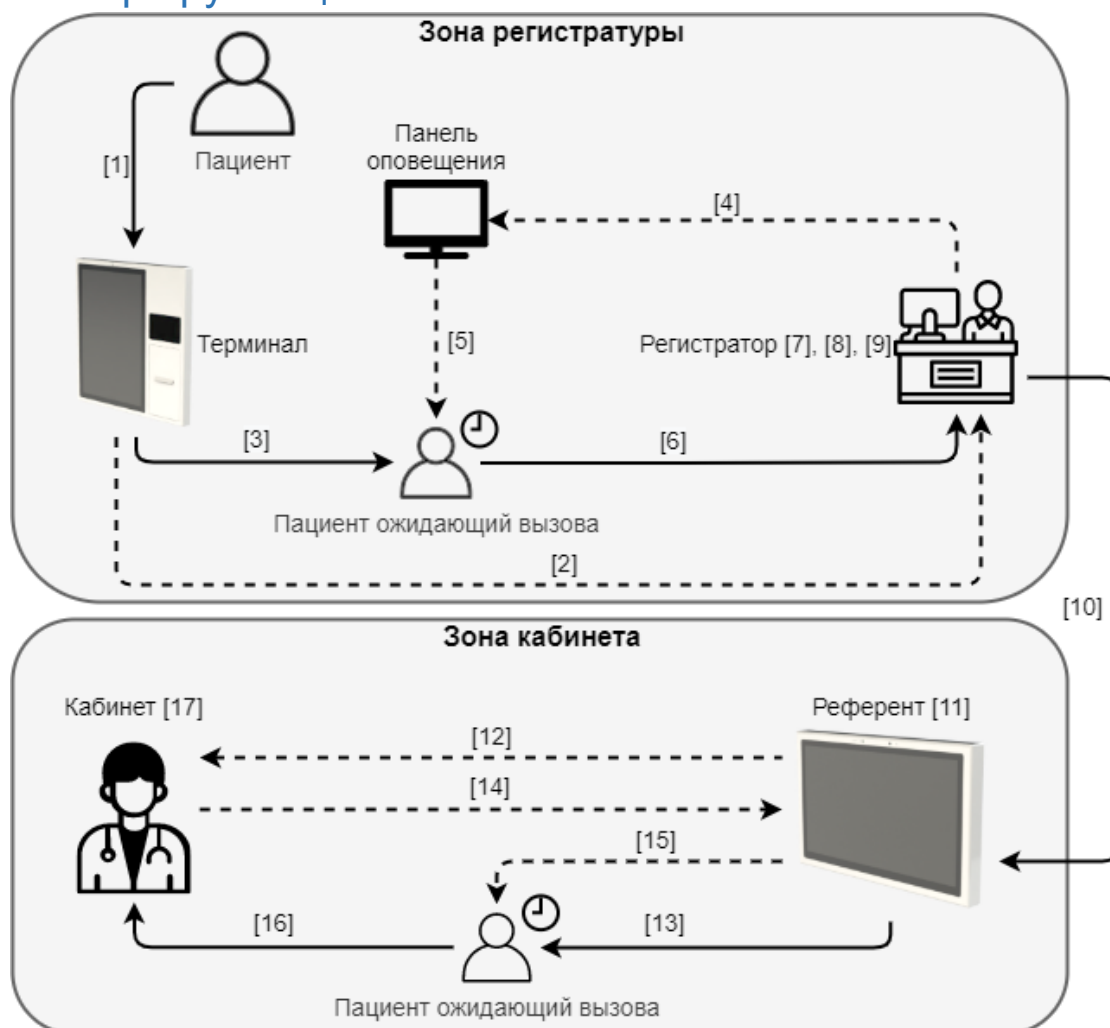 Зона регистратуры
Пациент
[1]
Панель
оповещения
[4]
Терминал
[5]
Регистратор [7], [8], [9]
[3]
[6]
Пациент ожидающий вызова
[2]
[10]
Зона кабинета
Кабинет [17]
Референт [11]
[12]
[14]
[15]
[16]
[13]
Пациент ожидающий вызова